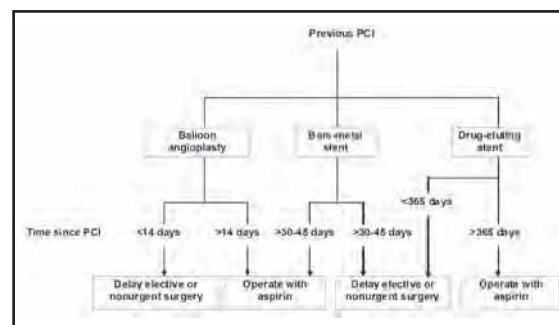 Previous PCI
Balloon
angioplasty
Bare-metal
stent
Drug-eluting
stent
<365 days
Time since PCI
<14 days
>14 days
>30-45 days
>30-45 days
>365 days
Delay elective or
nonurgent surgery
Operate with
aspirin
Delay elective or
nonurgent surgery
Operate with
aspirin